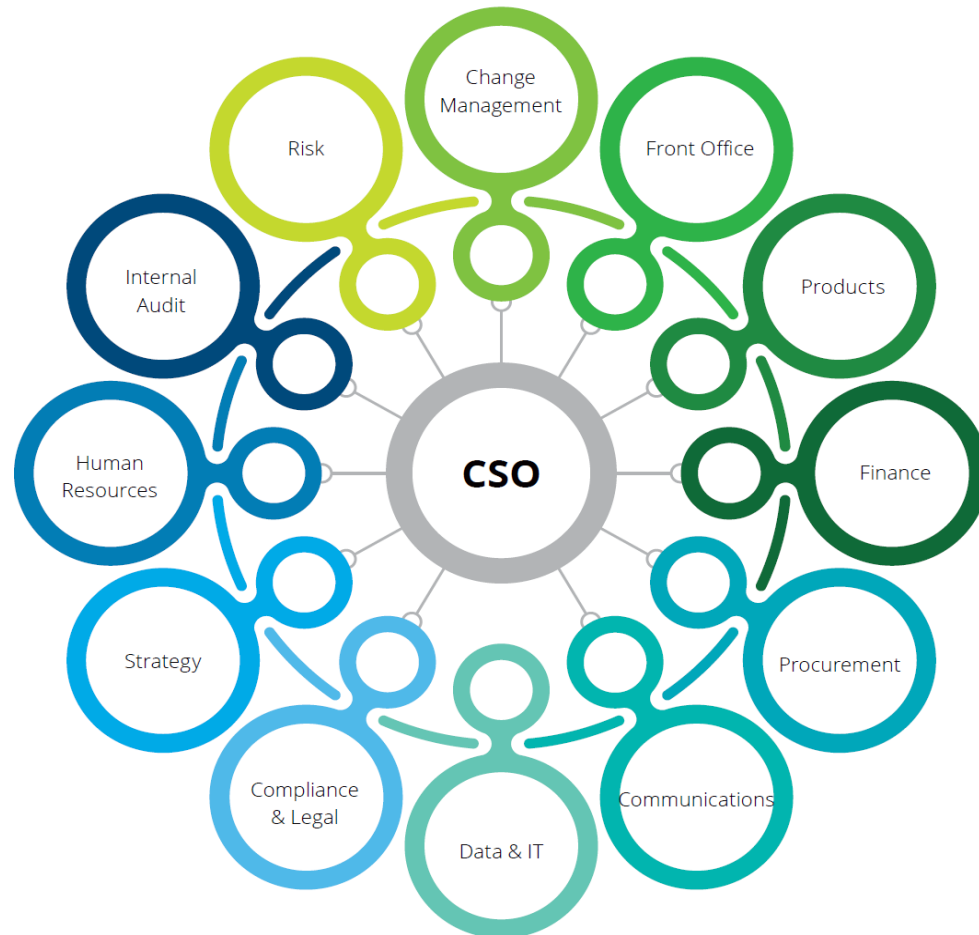 Change
Management
Front Office
Products
Finance
Procurement
Communications
Data & IT
Compliance
& Legal
Strategy
Human
Resources
Internal
Audit
Risk
CSO